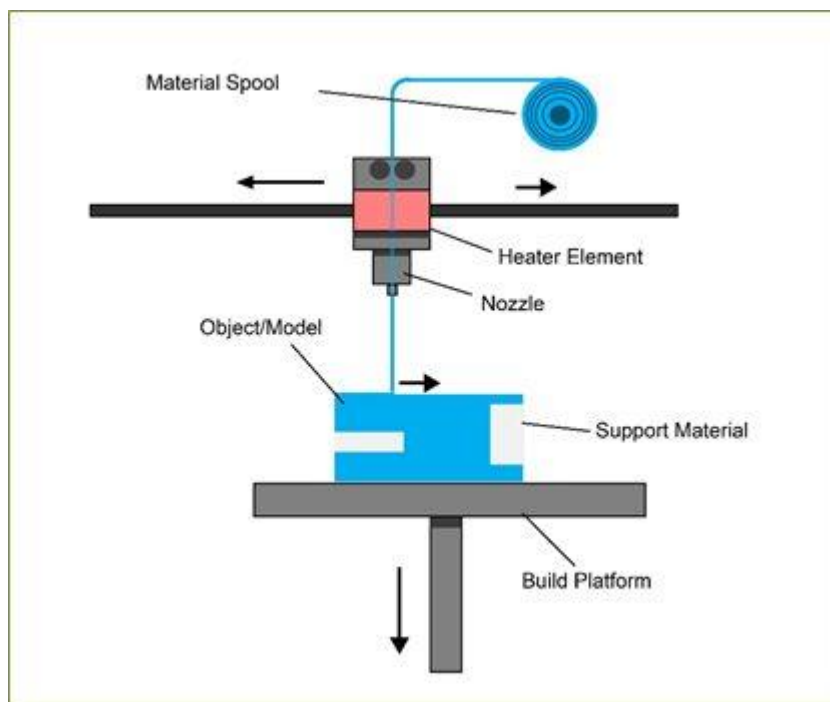 Material Spool
Heater Element
Nozzle
Object/Model
Support Material
Build Platform